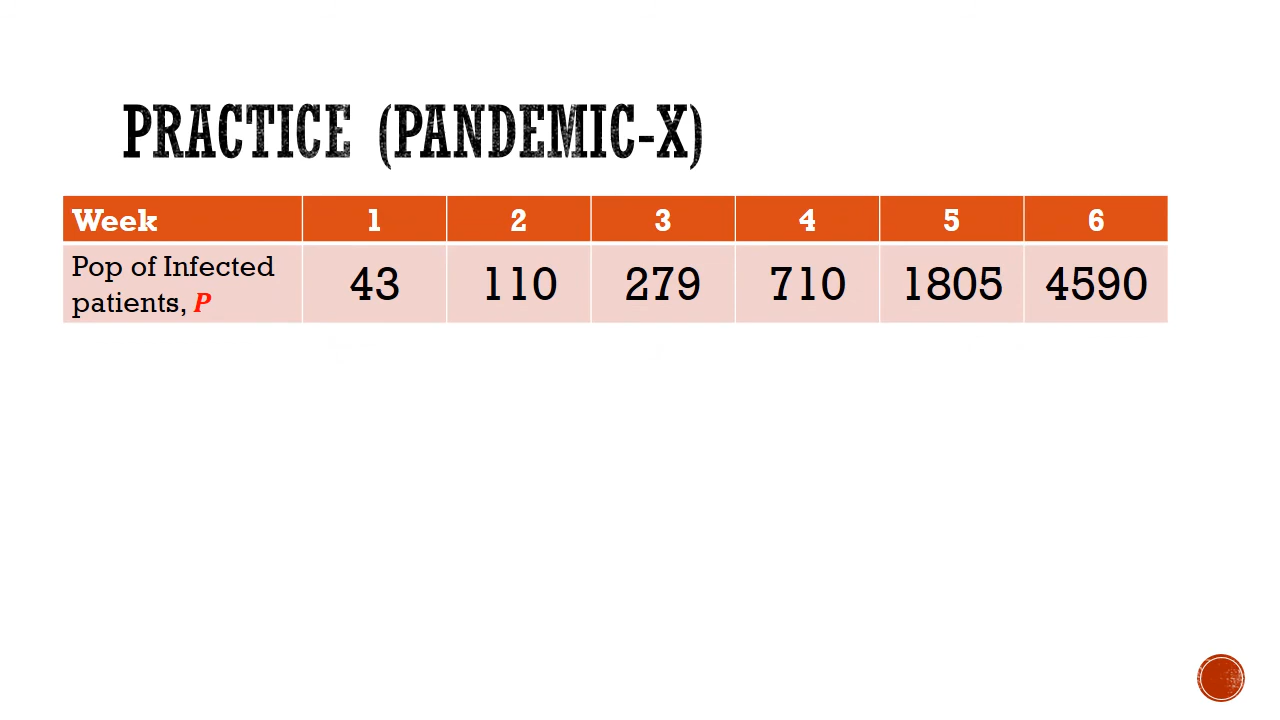 PRACTICE (PANDEMIC-X)
Week 1 2 3 4 5 6
Pop of Infected patients, P 43 110 279 710 1805 4590